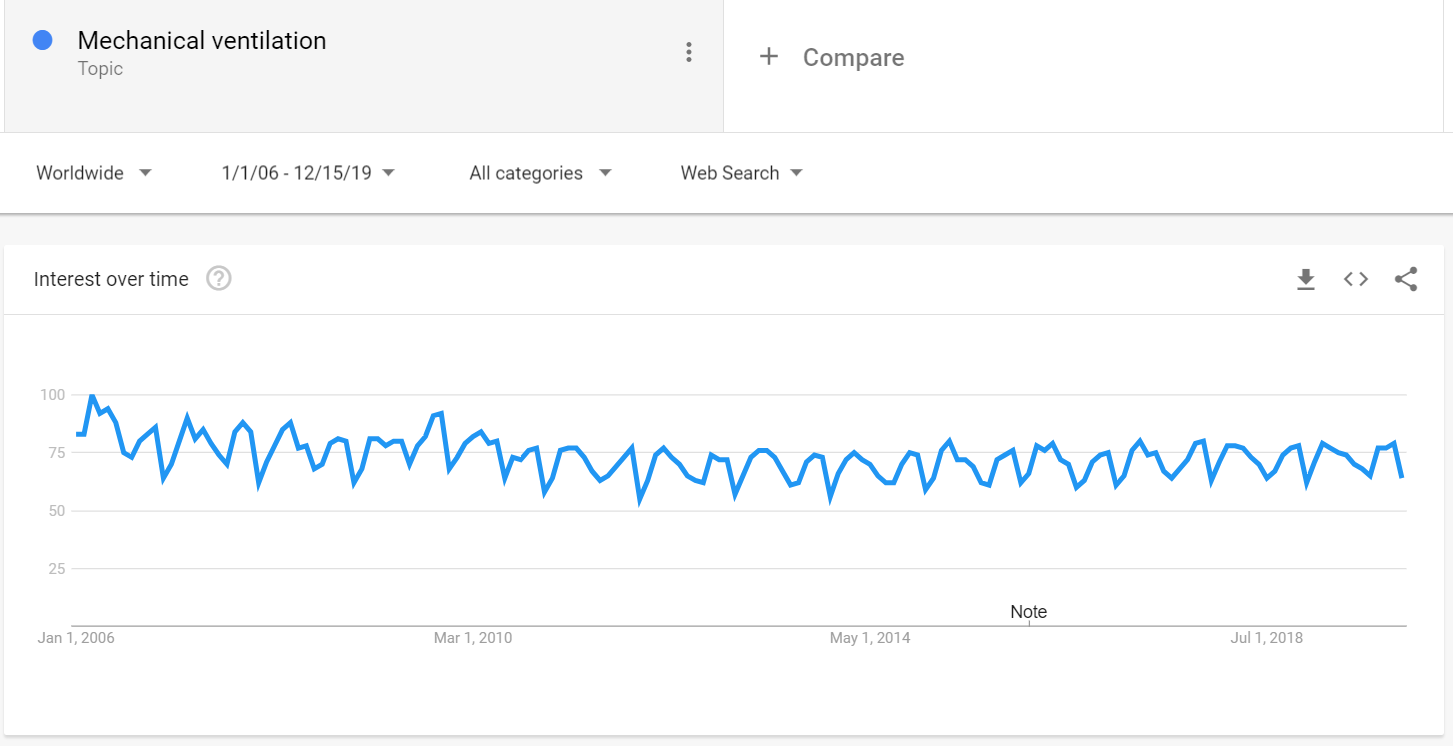 Mechanical ventilation
Topic
+ Compare
Worldwide
1/1/06 - 12/15/19
All categories
Web Search
Interest over time
?
100
75
50
25
Note
Jan 1, 2006
Mar 1, 2010
May 1, 2014
Jul 1, 2018